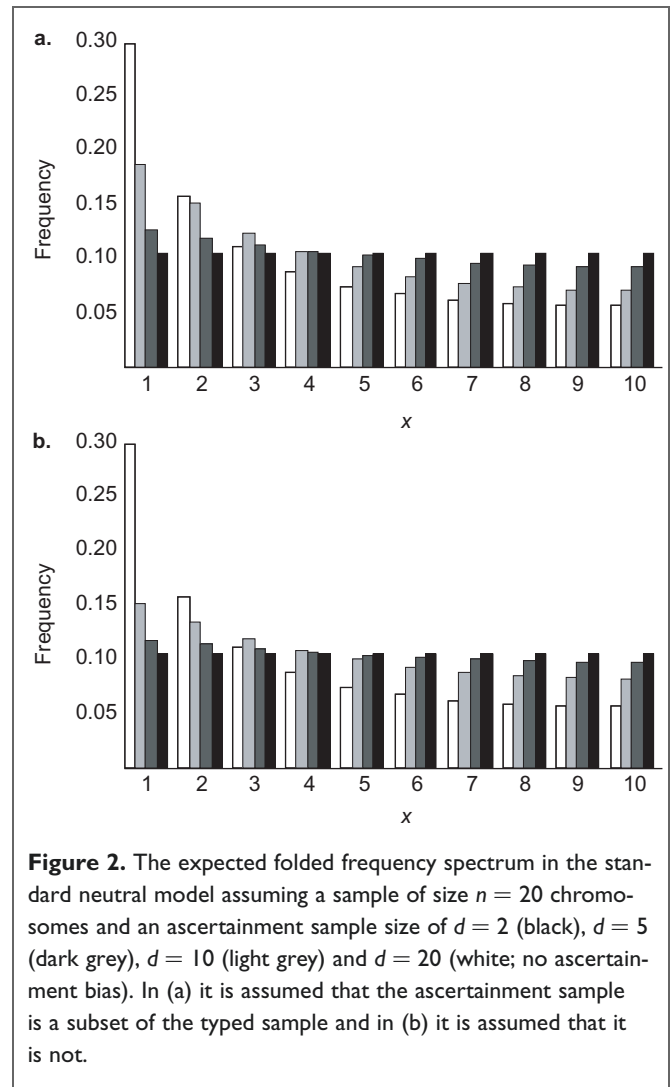 a.
0.30
0.25
0.20
0.15
0.10
0.05
Frequency
1 2 3 4 5 6 7 8 9 10
x
b.
0.30
0.25
0.20
0.15
0.10
0.05
Frequency
1 2 3 4 5 6 7 8 9 10
x
Figure 2. The expected folded frequency spectrum in the stan-
dard neutral model assuming a sample of size n = 20 chromo-
somes and an ascertainment sample size of d = 2 (black), d = 5
(dark grey), d = 10 (light grey) and d = 20 (white; no ascertain-
ment bias). In (a) it is assumed that the ascertainment sample
is a subset of the typed sample and in (b) it is assumed that it
is not.